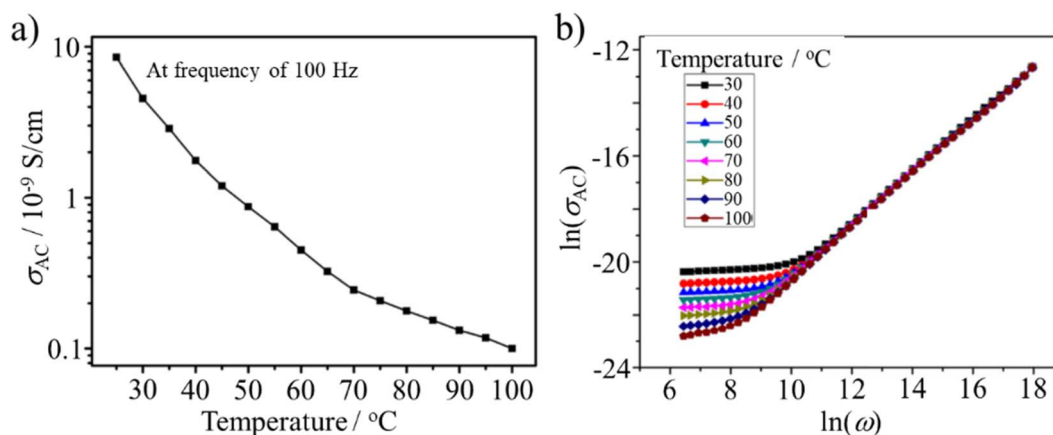 a)
At frequency of 100 Hz
σAC / 10⁻⁹ S/cm
10
1
0.1
30 40 50 60 70 80 90 100
Temperature / °C
b)
Temperature / °C
30
40
50
60
70
80
90
100
ln(σAC)
-12
-16
-20
-24
6 8 10 12 14 16 18
ln(ω)